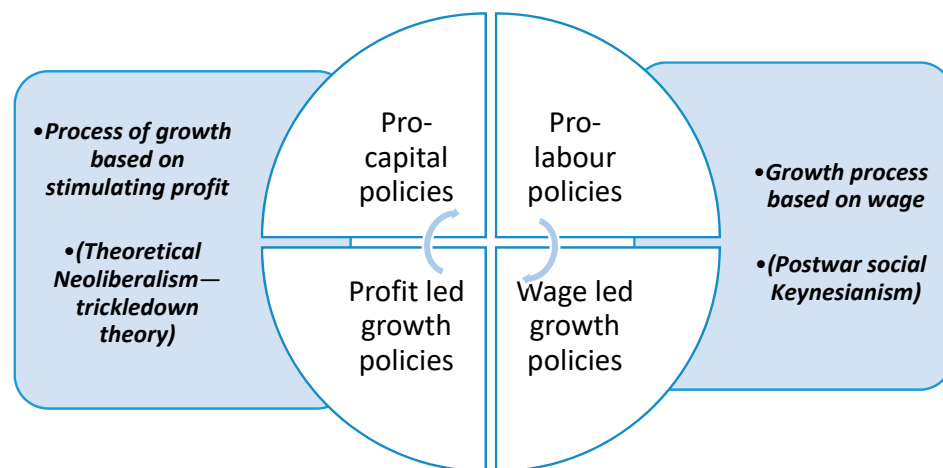 •Process of growth
based on
stimulating profit
•(Theoretical
Neoliberalism—
trickledown
theory)
Pro-
capital
policies
Pro-
labour
policies
Profit led
growth
policies
Wage led
growth
policies
•Growth process
based on wage
•(Postwar social
Keynesianism)